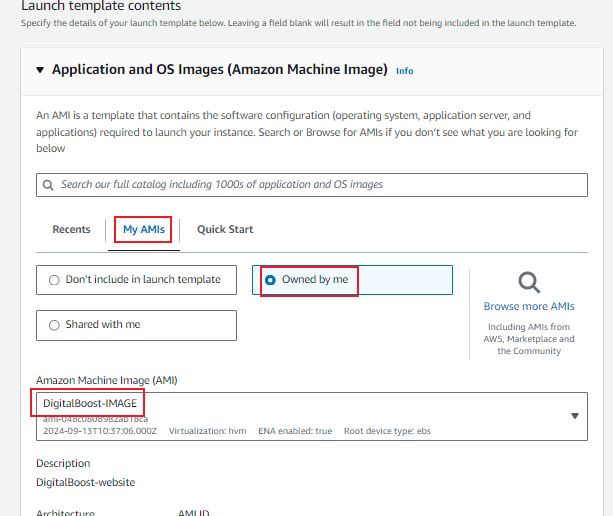 Launch template contents
Specify the details of your launch template below. Leaving a field blank will result in the field not being included in the launch template.
Application and OS Images (Amazon Machine Image) Info
An AMI is a template that contains the software configuration (operating system, application server, and
applications) required to launch your instance. Search or Browse for AMIs if you don't see what you are looking for
below
Search our full catalog including 1000s of application and OS images
Recents My AMIs Quick Start
Don't include in launch template
Owned by me
Shared with me
Browse more AMIs
Including AMIs from
AWS, Marketplace and
the Community
Amazon Machine Image (AMI)
DigitalBoost-IMAGE
ami-048c0808962ab18ca
2024-09-13T10:37:06.000Z Virtualization: hvm ENA enabled: true Root device type: ebs
Description
DigitalBoost-website
Architecture AMI ID